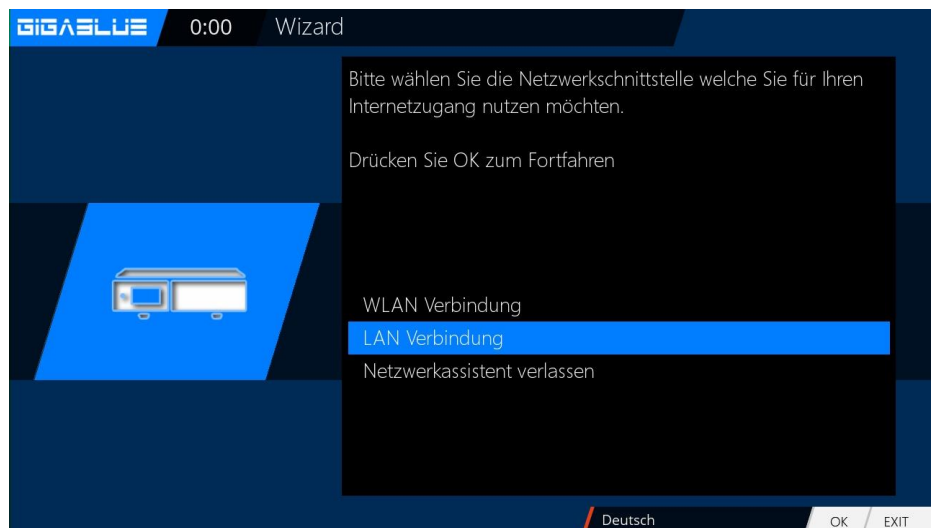 GIGABLUE 0:00 Wizard
Bitte wählen Sie die Netzwerkschnittstelle welche Sie für Ihren
Internetzugang nutzen möchten.
Drücken Sie OK zum Fortfahren
WLAN Verbindung
LAN Verbindung
Netzwerkassistent verlassen
Deutsch OK EXIT